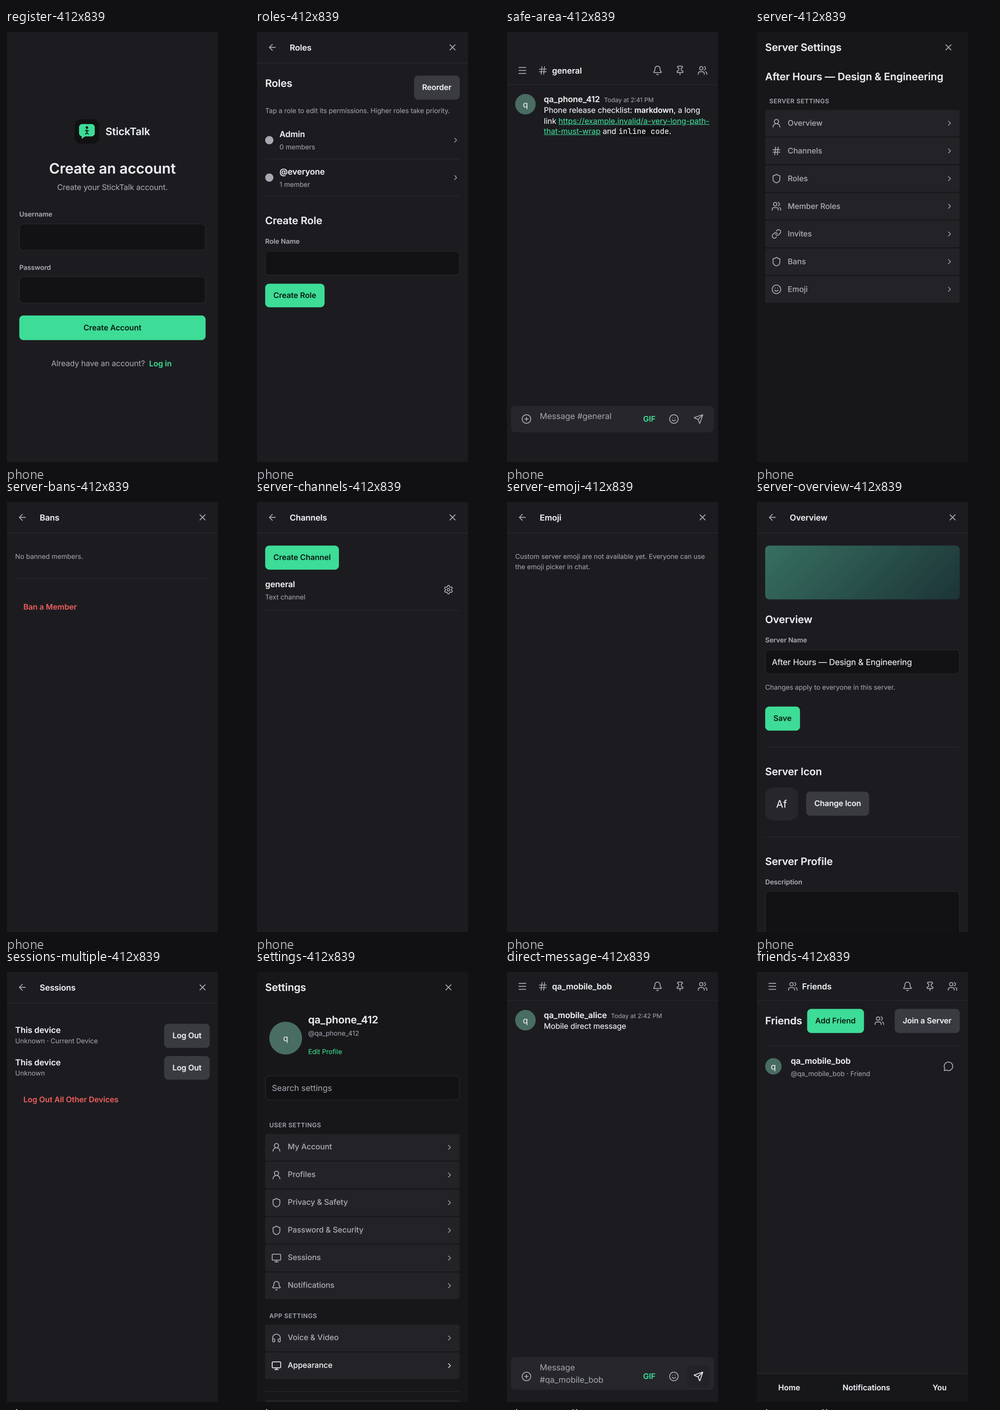 register-412x839
StickTalk
Create an account
Create your StickTalk account.
Username
Password
Create Account
Already have an account? Log in
phone
roles-412x839
Roles
Roles
Reorder
Tap a role to edit its permissions. Higher roles take priority.
Admin
0 members
@everyone
1 member
Create Role
Role Name
Create Role
phone
safe-area-412x839
# general
qa_phone_412 Today at 2:41 PM
Phone release checklist: markdown, a long
link https://example.invalid/a-very-long-path-
that-must-wrap and inline code.
Message #general
GIF
phone
server-412x839
Server Settings
After Hours — Design & Engineering
SERVER SETTINGS
Overview
Channels
Roles
Member Roles
Invites
Bans
Emoji
phone
server-bans-412x839
Bans
No banned members.
Ban a Member
phone
server-channels-412x839
Channels
Create Channel
general
Text channel
phone
server-emoji-412x839
Emoji
Custom server emoji are not available yet. Everyone can use
the emoji picker in chat.
phone
server-overview-412x839
Overview
Overview
Server Name
After Hours — Design & Engineering
Changes apply to everyone in this server.
Save
Server Icon
Af
Change Icon
Server Profile
Description
phone
sessions-multiple-412x839
Sessions
This device
Unknown · Current Device
Log Out
This device
Unknown
Log Out
Log Out All Other Devices
settings-412x839
Settings
q
qa_phone_412
@qa_phone_412
Edit Profile
Search settings
USER SETTINGS
My Account
Profiles
Privacy & Safety
Password & Security
Sessions
Notifications
APP SETTINGS
Voice & Video
Appearance
direct-message-412x839
# qa_mobile_bob
q
qa_mobile_alice Today at 2:42 PM
Mobile direct message
Message
#qa_mobile_bob
GIF
friends-412x839
Friends
Friends
Add Friend
Join a Server
q
qa_mobile_bob
@qa_mobile_bob · Friend
Home
Notifications
You